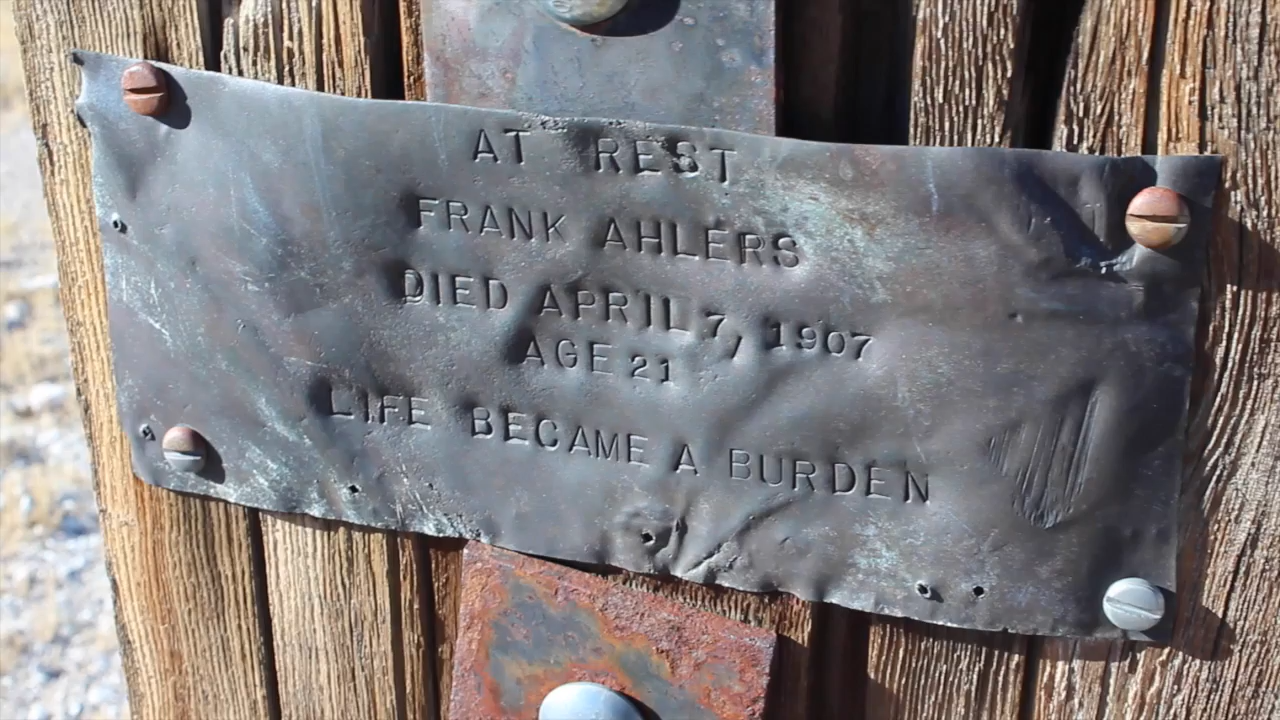 AT REST
FRANK AHLERS
DIED APRIL 7, 1907
AGE 21
LIFE BECAME A BURDEN